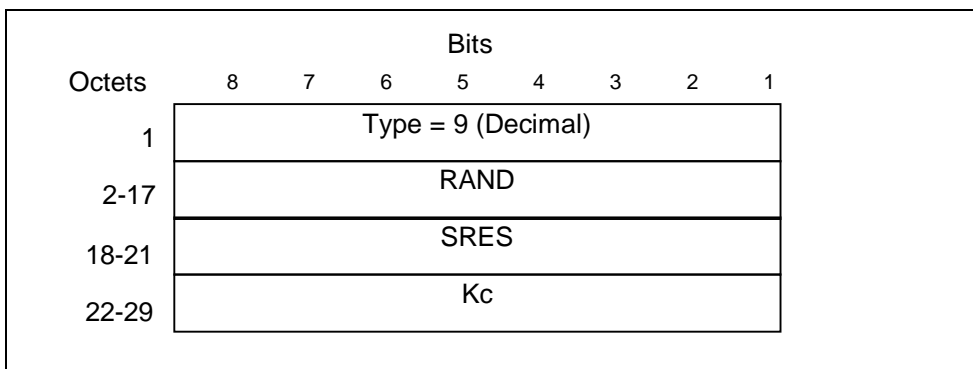 Bits
Octets 8 7 6 5 4 3 2 1
1 Type = 9 (Decimal)
2-17 RAND
18-21 SRES
22-29 Kc